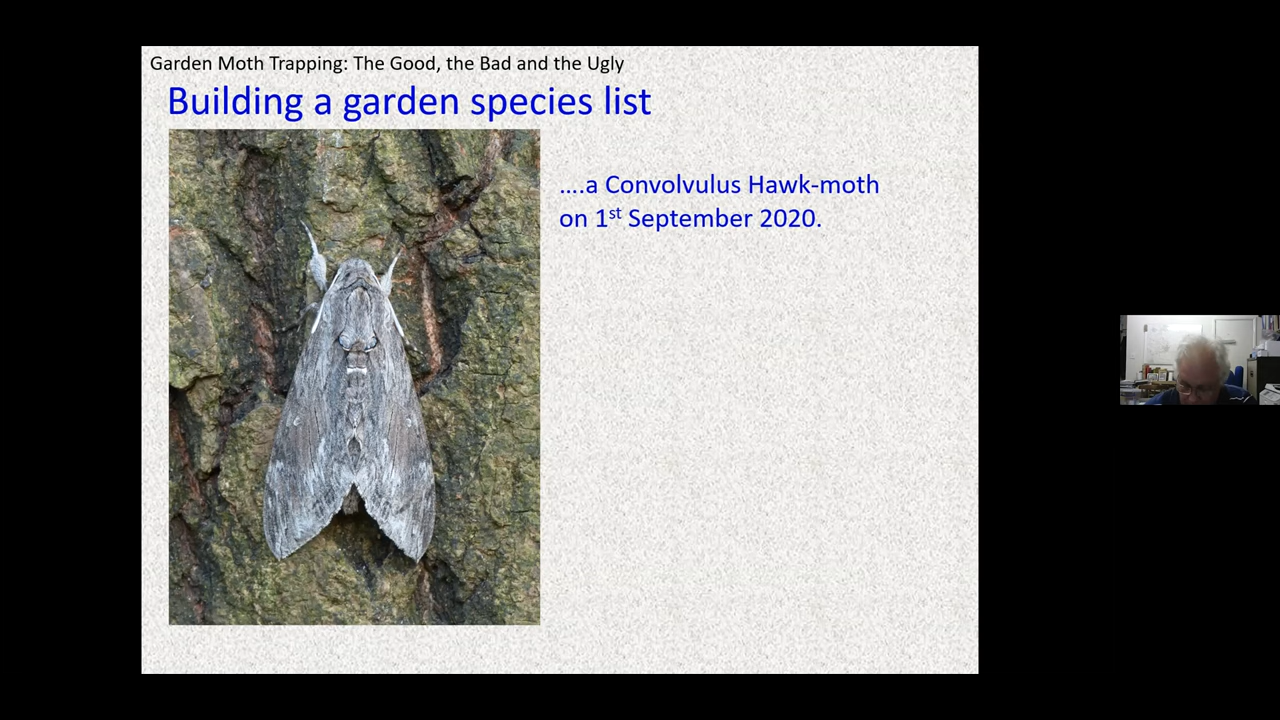 Garden Moth Trapping: The Good, the Bad and the Ugly
Building a garden species list
….a Convolvulus Hawk-moth
on 1st September 2020.